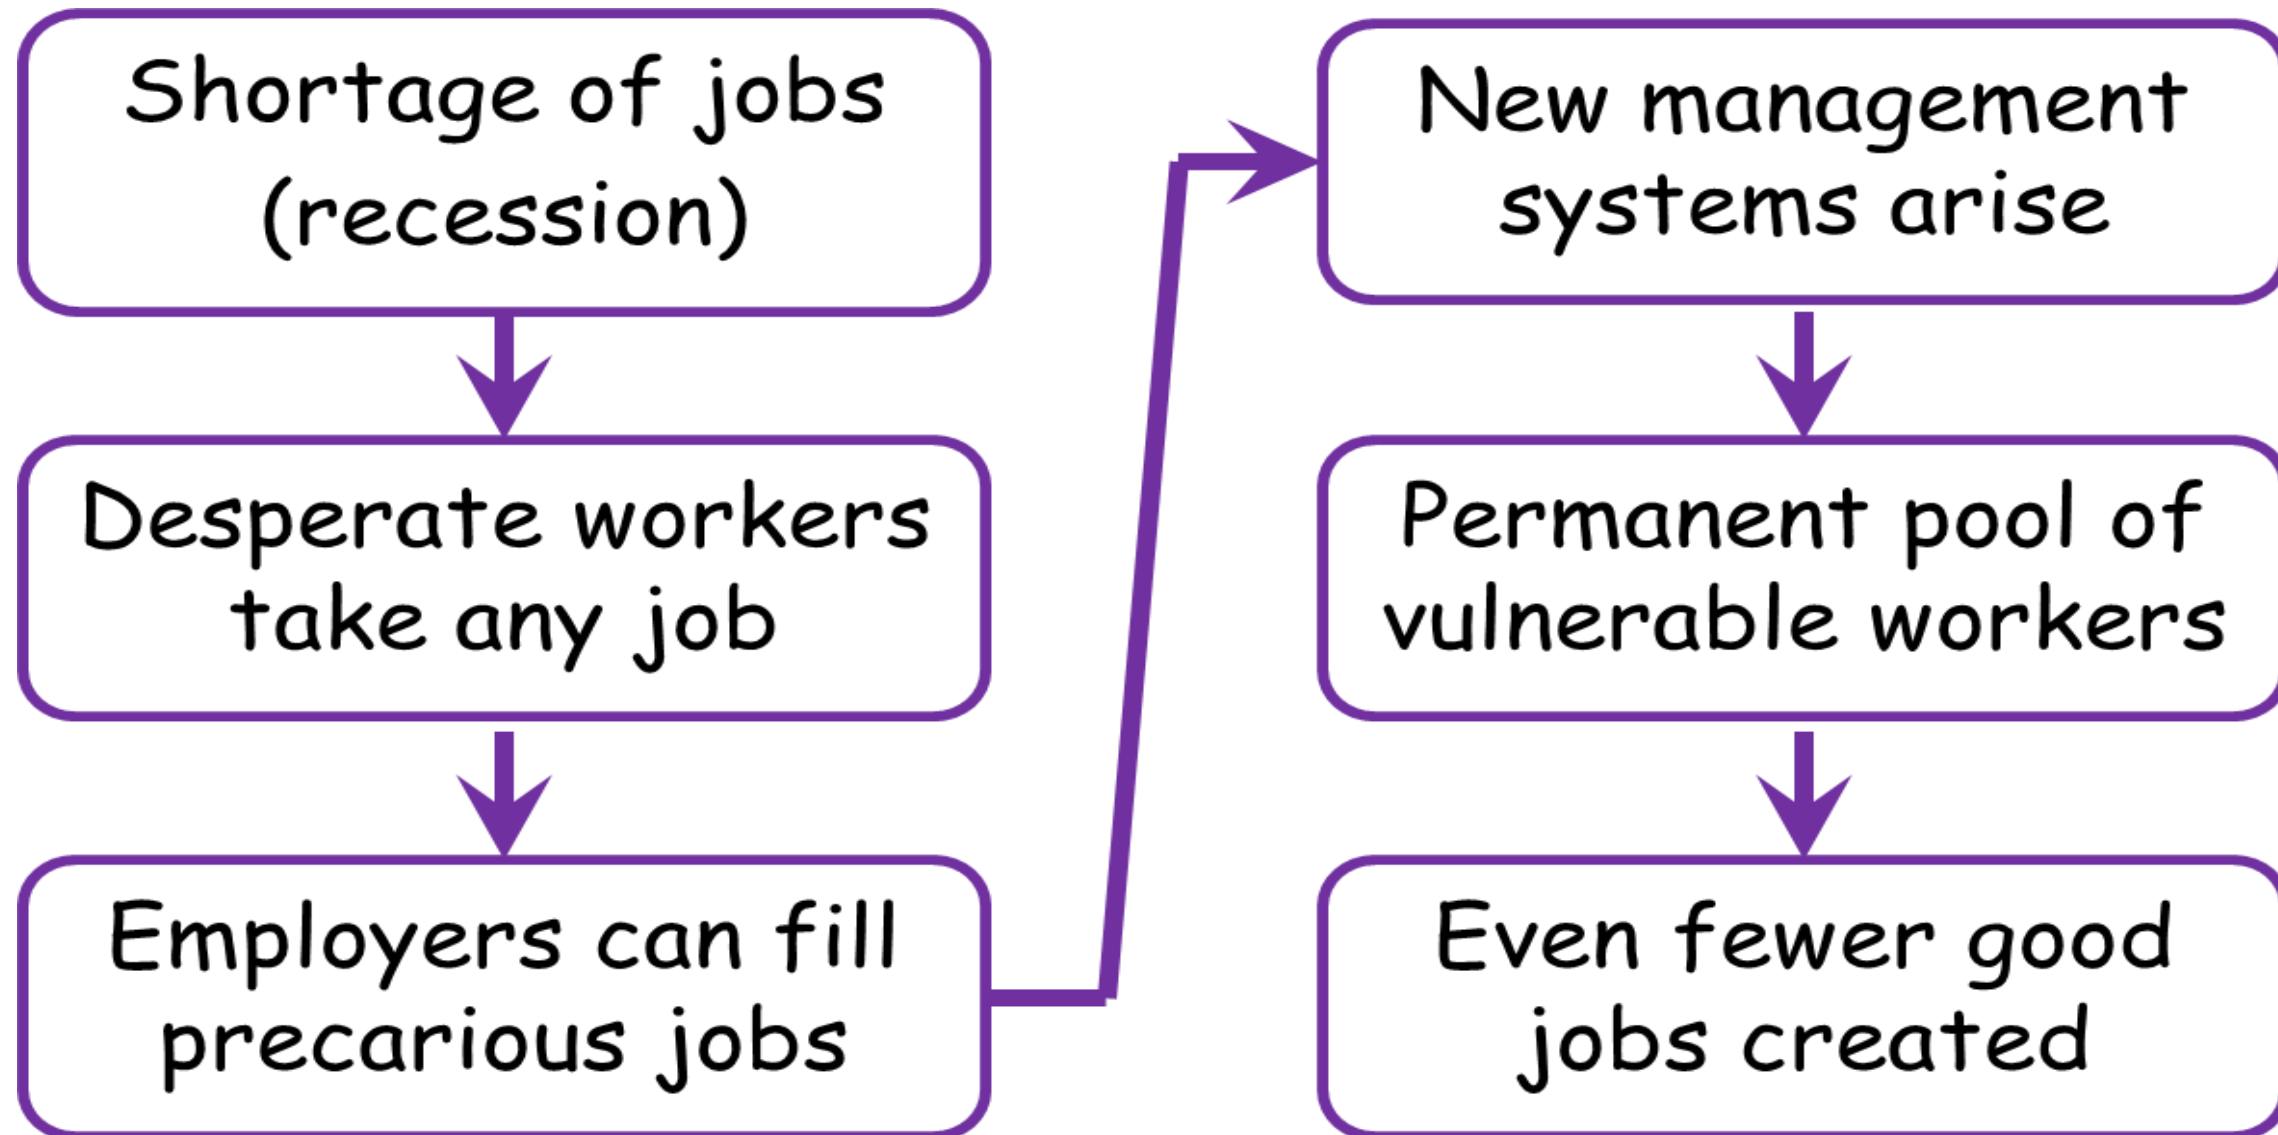 Shortage of jobs
(recession)
Desperate workers
take any job
Employers can fill
precarious jobs
New management
systems arise
Permanent pool of
vulnerable workers
Even fewer good
jobs created